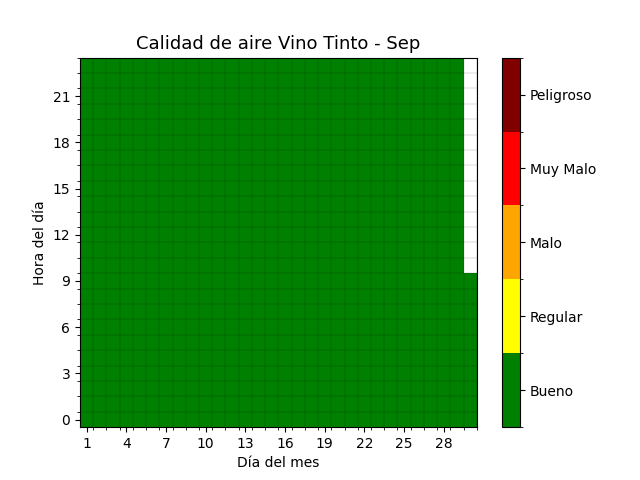 Calidad de aire Vino Tinto - Sep
21
18
15
12
9
6
3
0
Hora del día
1 4 7 10 13 16 19 22 25 28
Día del mes
Peligroso
Muy Malo
Malo
Regular
Bueno